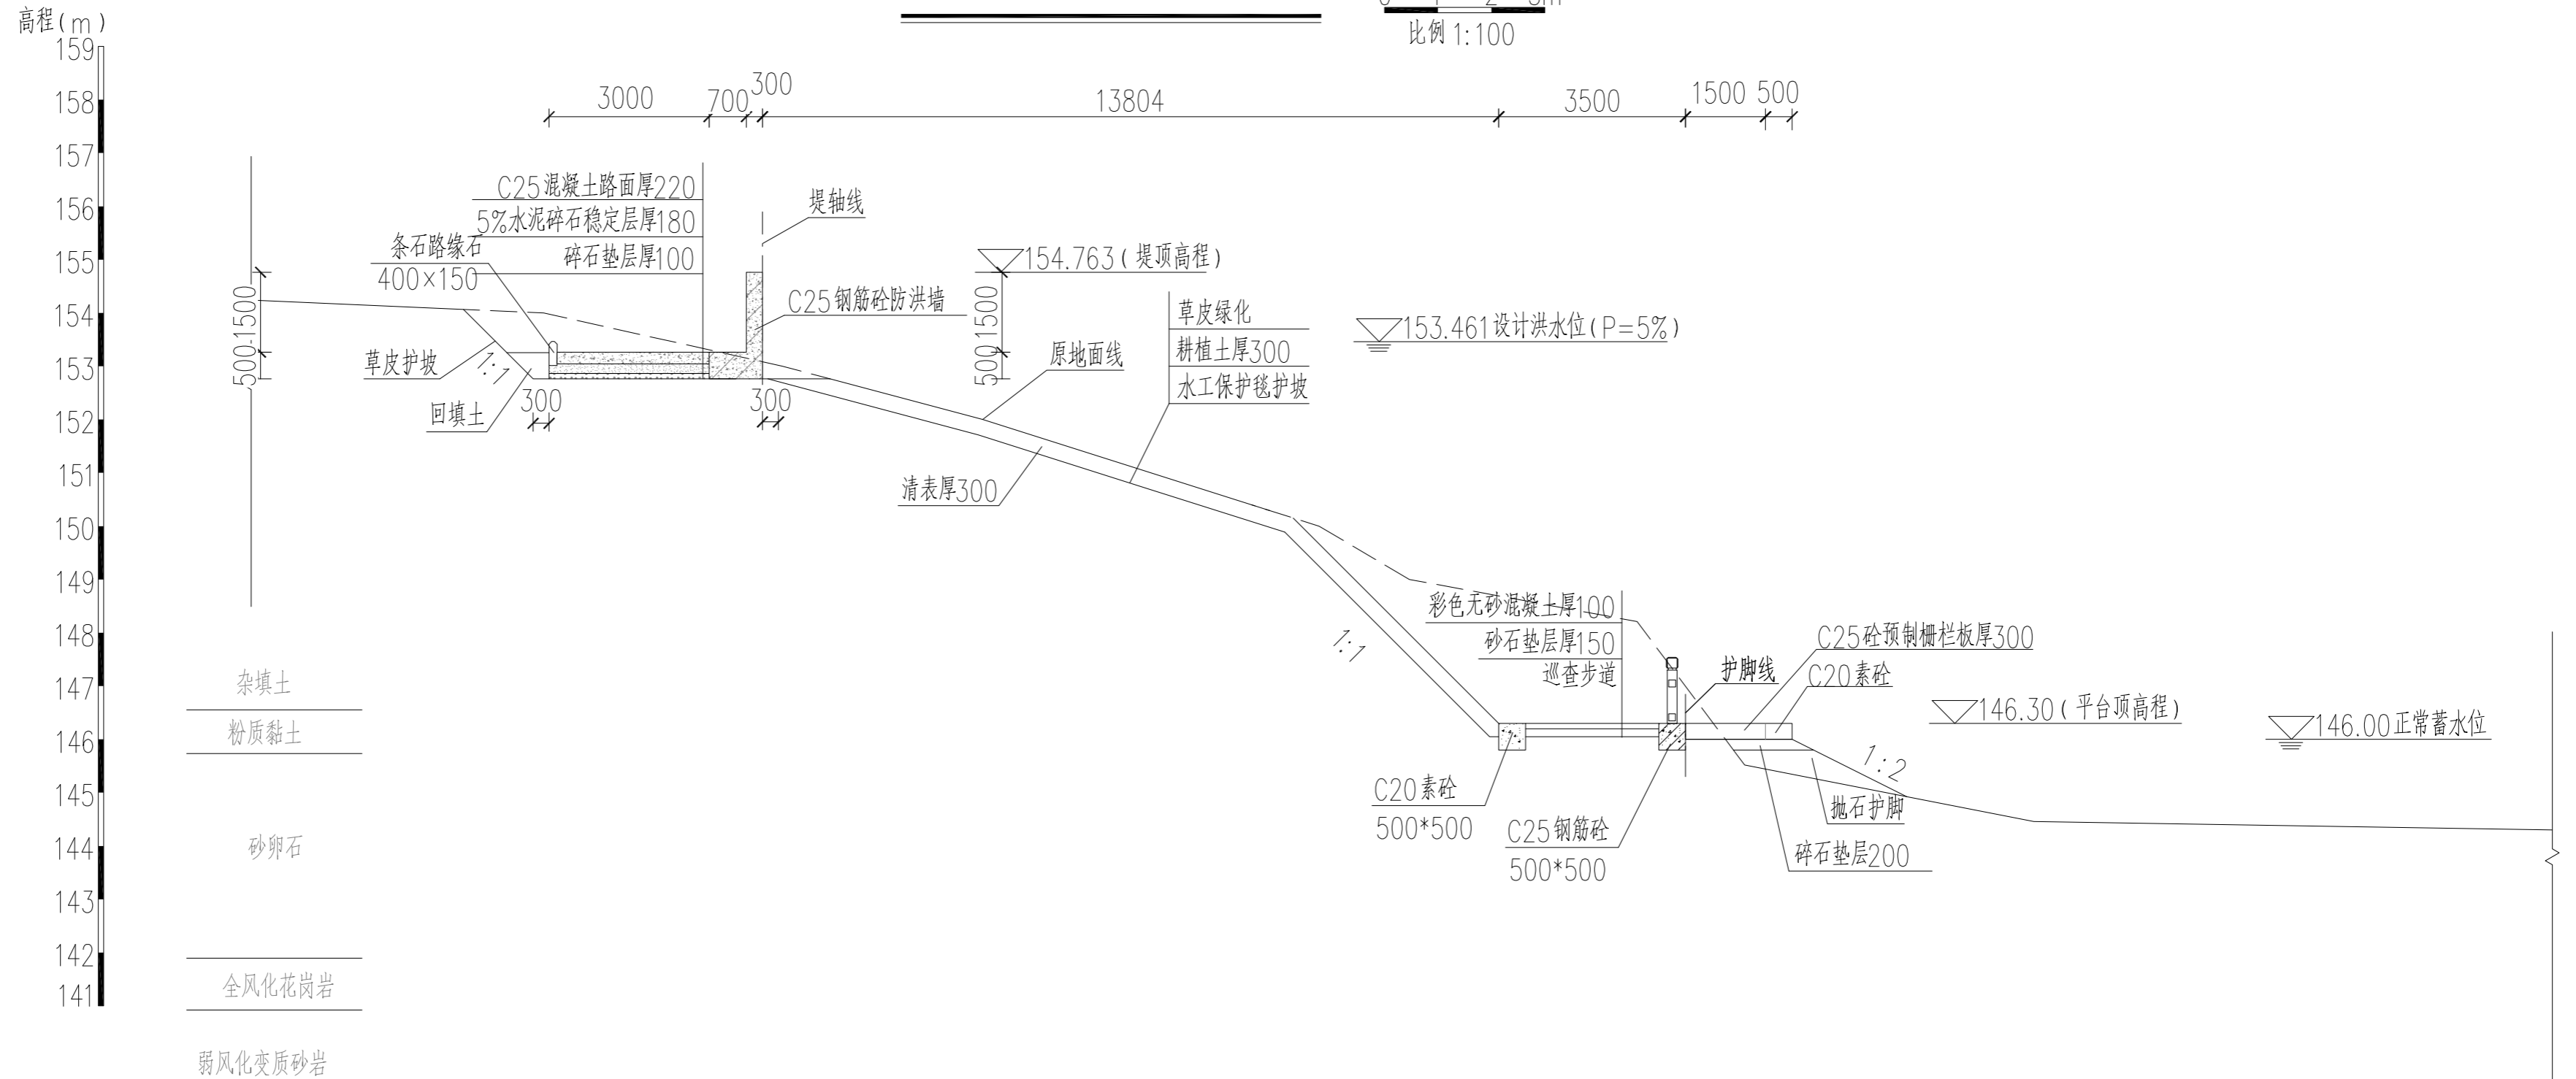 高程(m)
0 1 2 3m
比例 1:100
159
158
157
156
155
154
153
152
151
150
149
148
147
146
145
144
143
142
141
3000
700
300
13804
3500
1500
500
C25混凝土路面厚220
5%水泥碎石稳定层厚180
碎石垫层厚100
条石路缘石
400×150
堤轴线
154.763(堤顶高程)
C25钢筋砼防洪墙
1500
500
1500
500
草皮绿化
耕植土厚300
水工保护毯护坡
153.461设计洪水位(P=5%)
草皮护坡
1:1
回填土
300
300
原地面线
清表厚300
1:1
彩色无砂混凝土厚100
砂石垫层厚150
巡查步道
护脚线
C25砼预制栅栏板厚300
C20素砼
146.30(平台顶高程)
146.00正常蓄水位
1:2
C20素砼
500*500
C25钢筋砼
500*500
抛石护脚
碎石垫层200
杂填土
粉质黏土
砂卵石
全风化花岗岩
弱风化变质砂岩